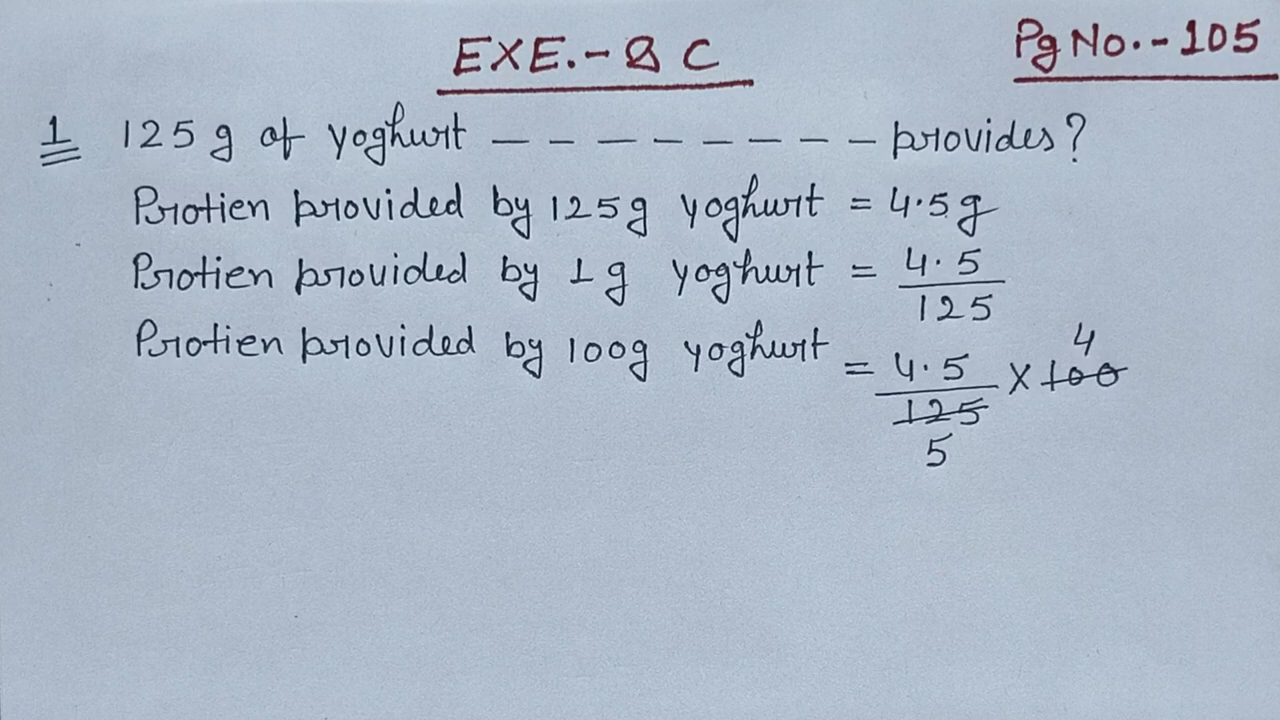 EXE.-8 C
Pg No.-105
1 125 g of yoghurt --------- provides?
Protien provided by 125g yoghurt = 4.5g
Protien provided by 1 g yoghurt = 4.5
125
Protien provided by 100g yoghurt = 4.5 × 100
4
125
5